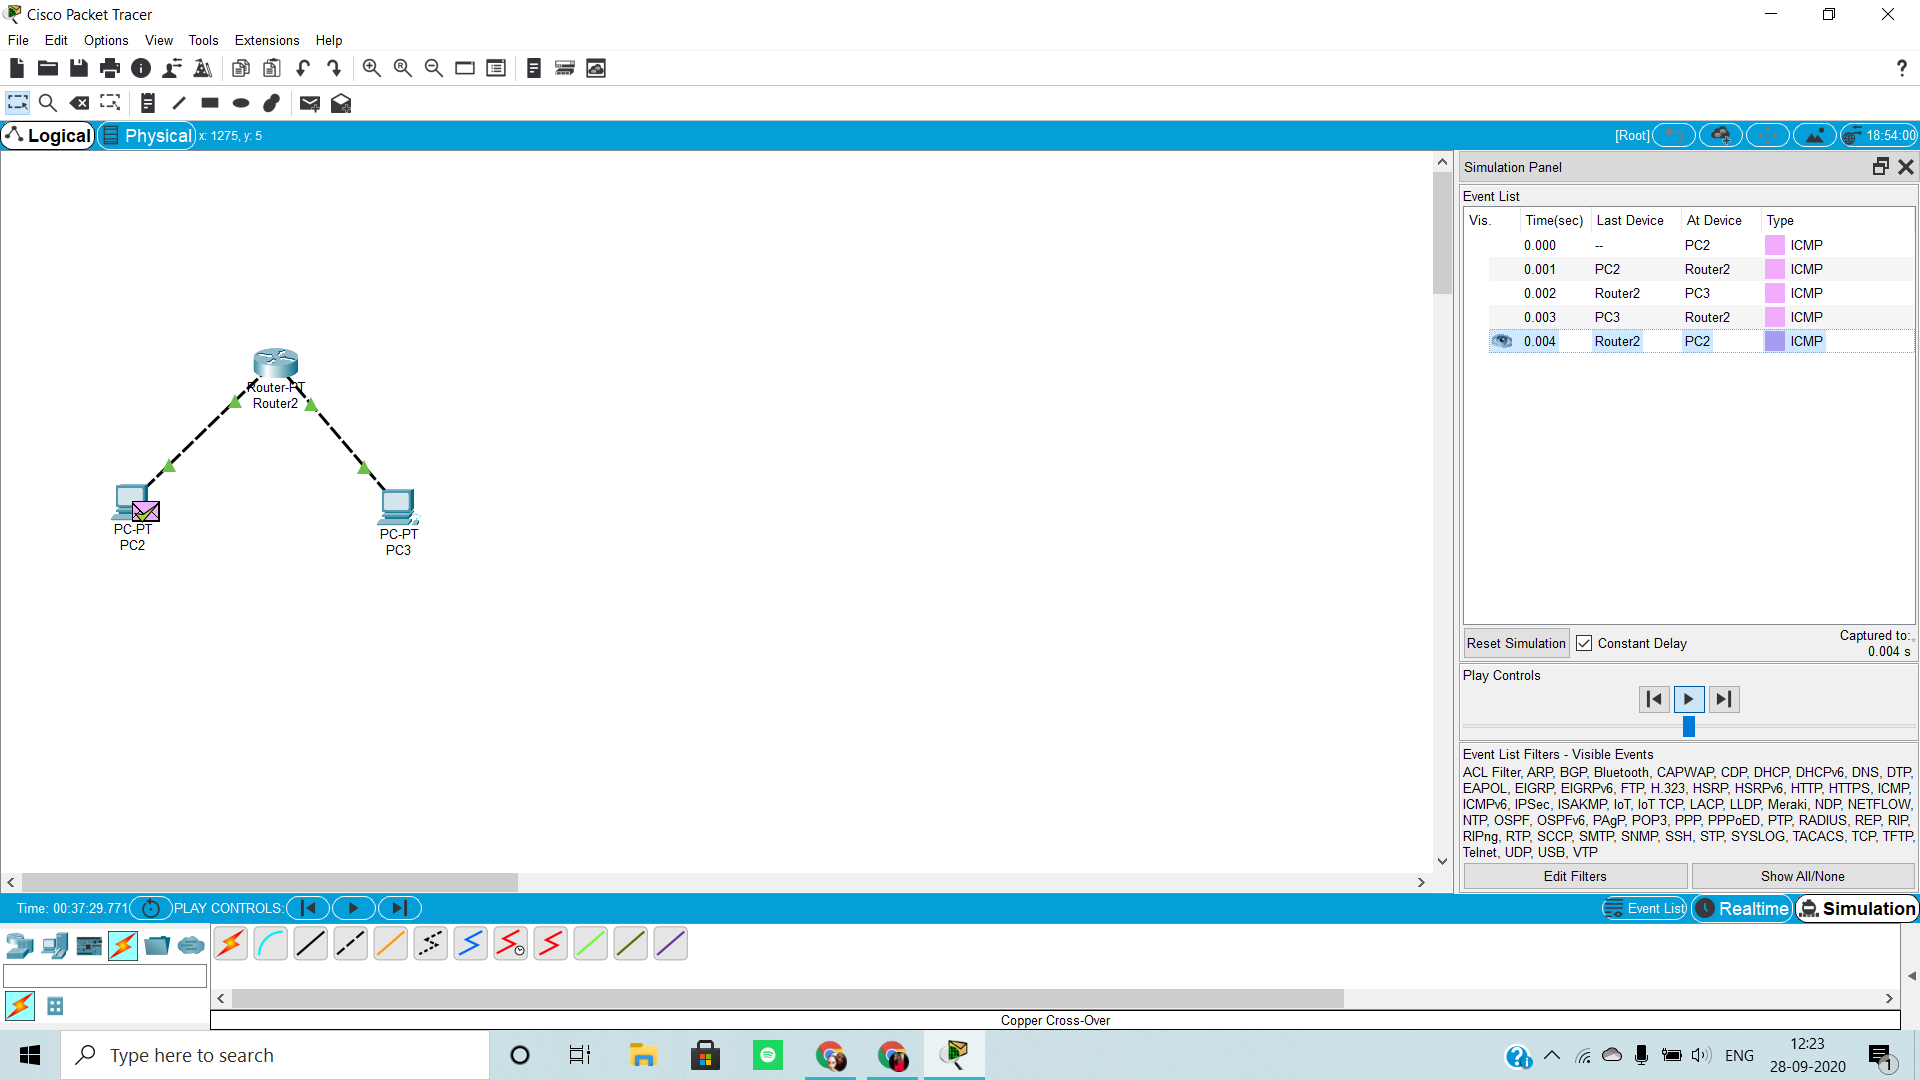 Cisco Packet Tracer
File Edit Options View Tools Extensions Help
Logical Physical x: 1275, y: 5 [Root] 18:54:00
Simulation Panel
Event List
Vis. Time(sec) Last Device At Device Type
0.000 -- PC2 ICMP
0.001 PC2 Router2 ICMP
0.002 Router2 PC3 ICMP
0.003 PC3 Router2 ICMP
0.004 Router2 PC2 ICMP
Router-PT
Router2
PC-PT
PC2
PC-PT
PC3
Reset Simulation Constant Delay Captured to:
0.004 s
Play Controls
Event List Filters - Visible Events
ACL Filter, ARP, BGP, Bluetooth, CAPWAP, CDP, DHCP, DHCPv6, DNS, DTP,
EAPOL, EIGRP, EIGRPv6, FTP, H.323, HSRP, HSRPv6, HTTP, HTTPS, ICMP,
ICMPv6, IPSec, ISAKMP, IoT, IoT TCP, LACP, LLDP, Meraki, NDP, NETFLOW,
NTP, OSPF, OSPFv6, PAgP, POP3, PPP, PPPoED, PTP, RADIUS, REP, RIP,
RIPng, RTP, SCCP, SMTP, SNMP, SSH, STP, SYSLOG, TACACS, TCP, TFTP,
Telnet, UDP, USB, VTP
Edit Filters Show All/None
Time: 00:37:29.771 PLAY CONTROLS: Event List Realtime Simulation
Copper Cross-Over
Type here to search
ENG
12:23
28-09-2020
1